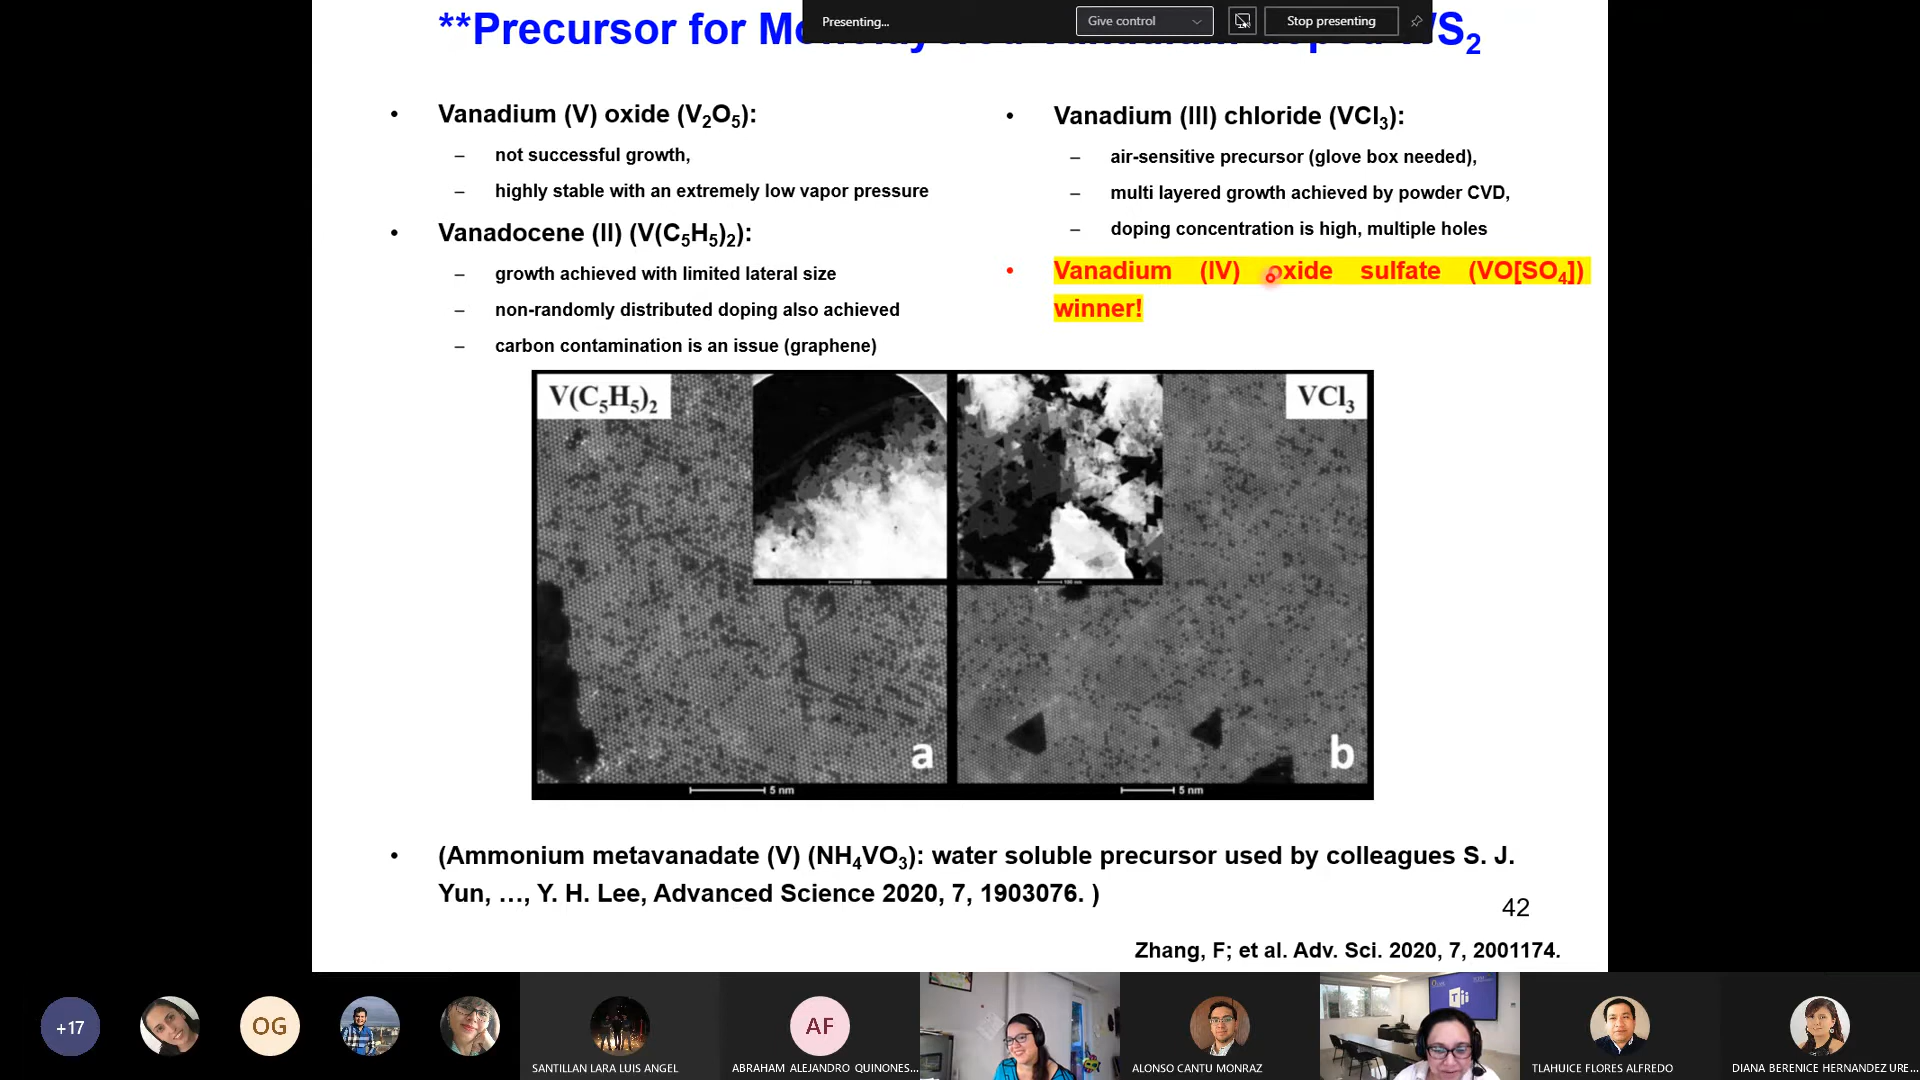 Presenting...
Give control
Stop presenting
**Precursor for
WS2
• Vanadium (V) oxide (V2O5):
– not successful growth,
– highly stable with an extremely low vapor pressure
• Vanadocene (II) (V(C5H5)2):
– growth achieved with limited lateral size
– non-randomly distributed doping also achieved
– carbon contamination is an issue (graphene)
• Vanadium (III) chloride (VCl3):
– air-sensitive precursor (glove box needed),
– multi layered growth achieved by powder CVD,
– doping concentration is high, multiple holes
• Vanadium (IV) oxide sulfate (VO[SO4])
winner!
V(C5H5)2
VCl3
a
b
5 nm
5 nm
• (Ammonium metavanadate (V) (NH4VO3): water soluble precursor used by colleagues S. J.
Yun, …, Y. H. Lee, Advanced Science 2020, 7, 1903076. )
42
Zhang, F; et al. Adv. Sci. 2020, 7, 2001174.
+17
OG
SANTILLAN LARA LUIS ANGEL
AF
ABRAHAM ALEJANDRO QUINONES...
ALONSO CANTU MONRAZ
TLAHUICE FLORES ALFREDO
DIANA BERENICE HERNANDEZ URE...